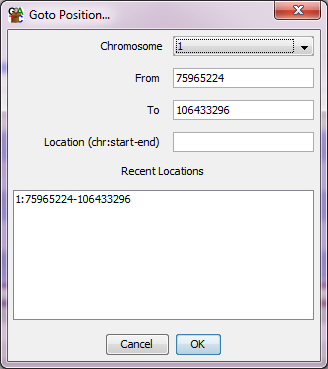 Goto Position...
Chromosome 1
From 75965224
To 106433296
Location (chr:start-end)
Recent Locations
1:75965224-106433296
Cancel OK